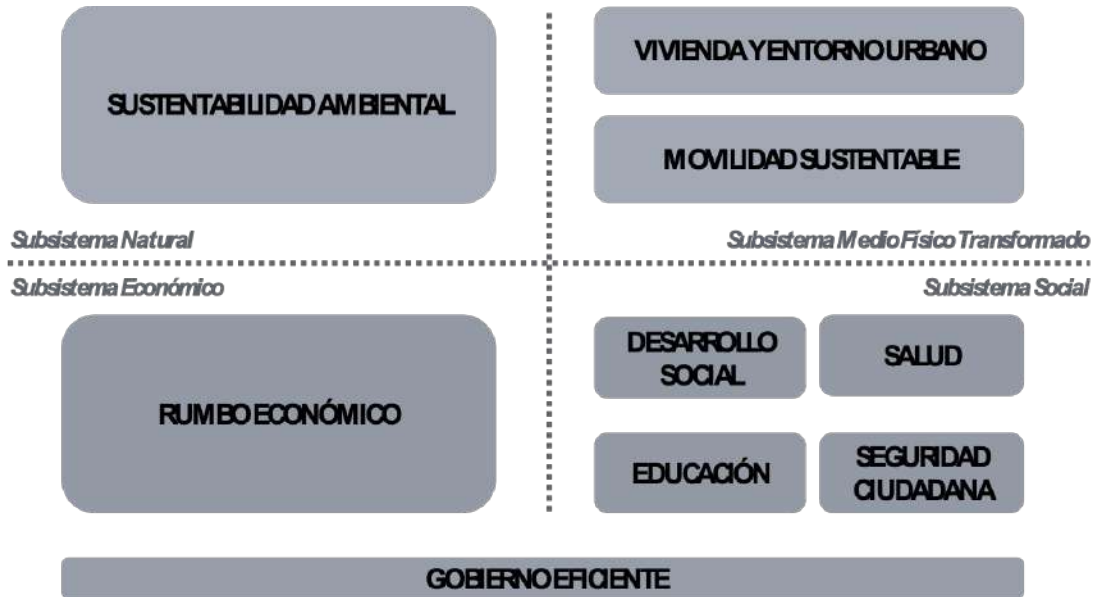 SUSTENTABILIDAD AMBIENTAL
VIVIENDA Y ENTORNO URBANO
MOVILIDAD SUSTENTABLE
Subsistema Natural
Subsistema Medio Físico Transformado
Subsistema Económico
Subsistema Social
RUMBO ECONÓMICO
DESARROLLO
SOCIAL
SALUD
EDUCACIÓN
SEGURIDAD
CIUDADANA
GOBIERNO EFICIENTE